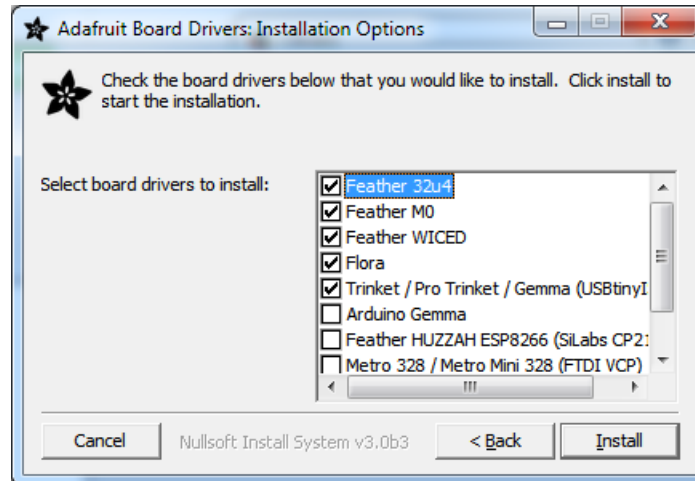 Adafruit Board Drivers: Installation Options
Check the board drivers below that you would like to install. Click install to
start the installation.
Select board drivers to install:
Feather 32u4
Feather M0
Feather WICED
Flora
Trinket / Pro Trinket / Gemma (USBtinyI
Arduino Gemma
Feather HUZZAH ESP8266 (SiLabs CP21
Metro 328 / Metro Mini 328 (FTDI VCP)
Cancel Nullsoft Install System v3.0b3 < Back Install